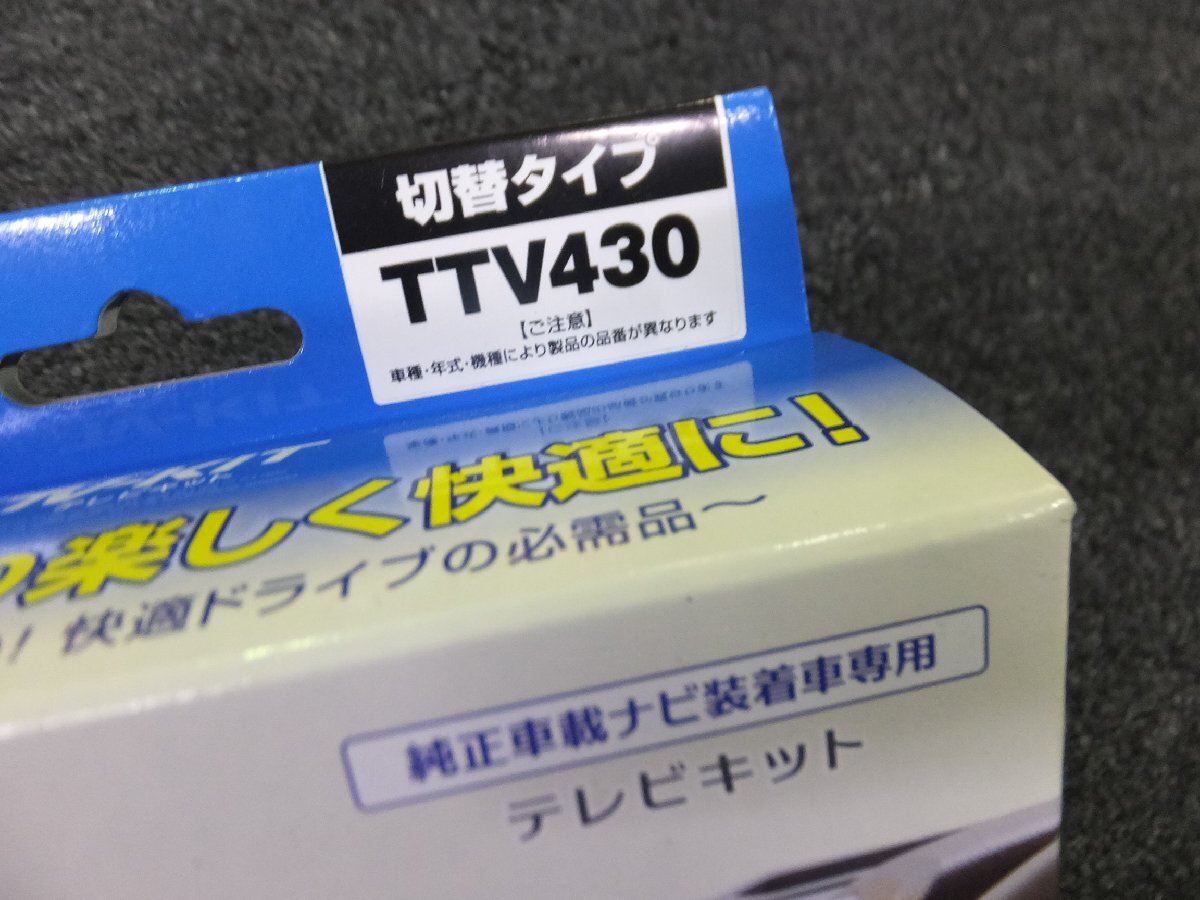 切替タイプ
TTV430
【ご注意】
車種・年式・機種により製品の品番が異なります
楽しく快適に!
! 快適ドライブの必需品～
純正車載ナビ装着車専用
テレビキット